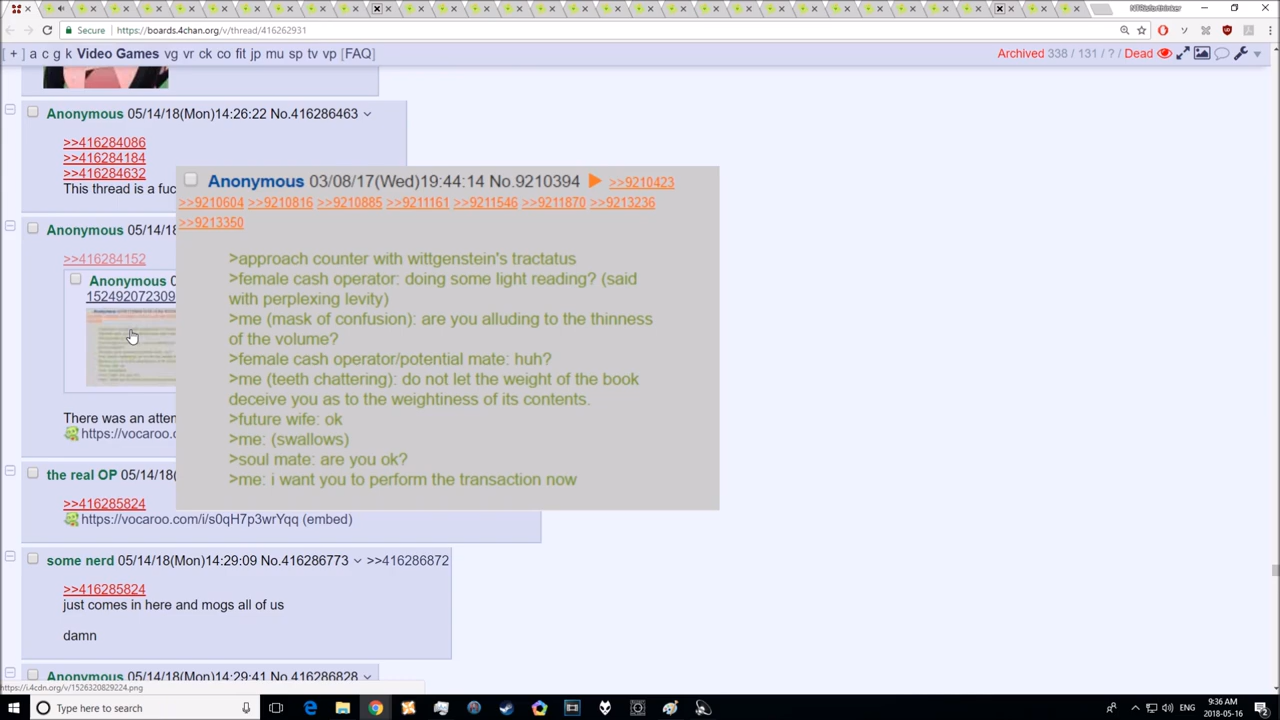 NTRisforthinker
Secure
https://boards.4chan.org/v/thread/416262931
[ + ] a c g k Video Games vg vr ck co fit jp mu sp tv vp [FAQ]
Archived 338 / 131 / ? / Dead
Anonymous 05/14/18(Mon)14:26:22 No.416286463
>>416284086
>>416284184
>>416284632
This thread is a fuc
Anonymous 03/08/17(Wed)19:44:14 No.9210394 >>9210423
>>9210604 >>9210816 >>9210885 >>9211161 >>9211546 >>9211870 >>9213236
>>9213350
Anonymous 05/14/18
>>416284152
Anonymous
152492072309
>approach counter with wittgenstein's tractatus
>female cash operator: doing some light reading? (said
with perplexing levity)
>me (mask of confusion): are you alluding to the thinness
of the volume?
>female cash operator/potential mate: huh?
>me (teeth chattering): do not let the weight of the book
deceive you as to the weightiness of its contents.
>future wife: ok
>me: (swallows)
>soul mate: are you ok?
>me: i want you to perform the transaction now
There was an atten
https://vocaroo.c
the real OP 05/14/18(
>>416285824
https://vocaroo.com/i/s0qH7p3wrYqq (embed)
some nerd 05/14/18(Mon)14:29:09 No.416286773 >>416286872
>>416285824
just comes in here and mogs all of us
damn
Anonymous 05/14/18(Mon)14:29:41 No.416286828
https://i.4cdn.org/v/1526320829224.png
Type here to search
ENG
9:36 AM
2018-05-16
2